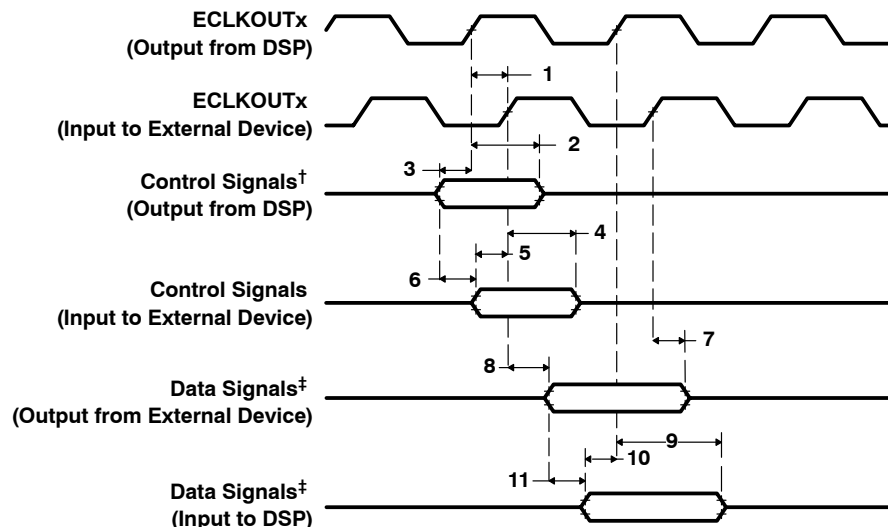 ECLKOUTx
(Output from DSP)
1
ECLKOUTx
(Input to External Device)
2
3
Control Signals†
(Output from DSP)
4
5
6
Control Signals
(Input to External Device)
7
8
Data Signals‡
(Output from External Device)
9
10
11
Data Signals‡
(Input to DSP)